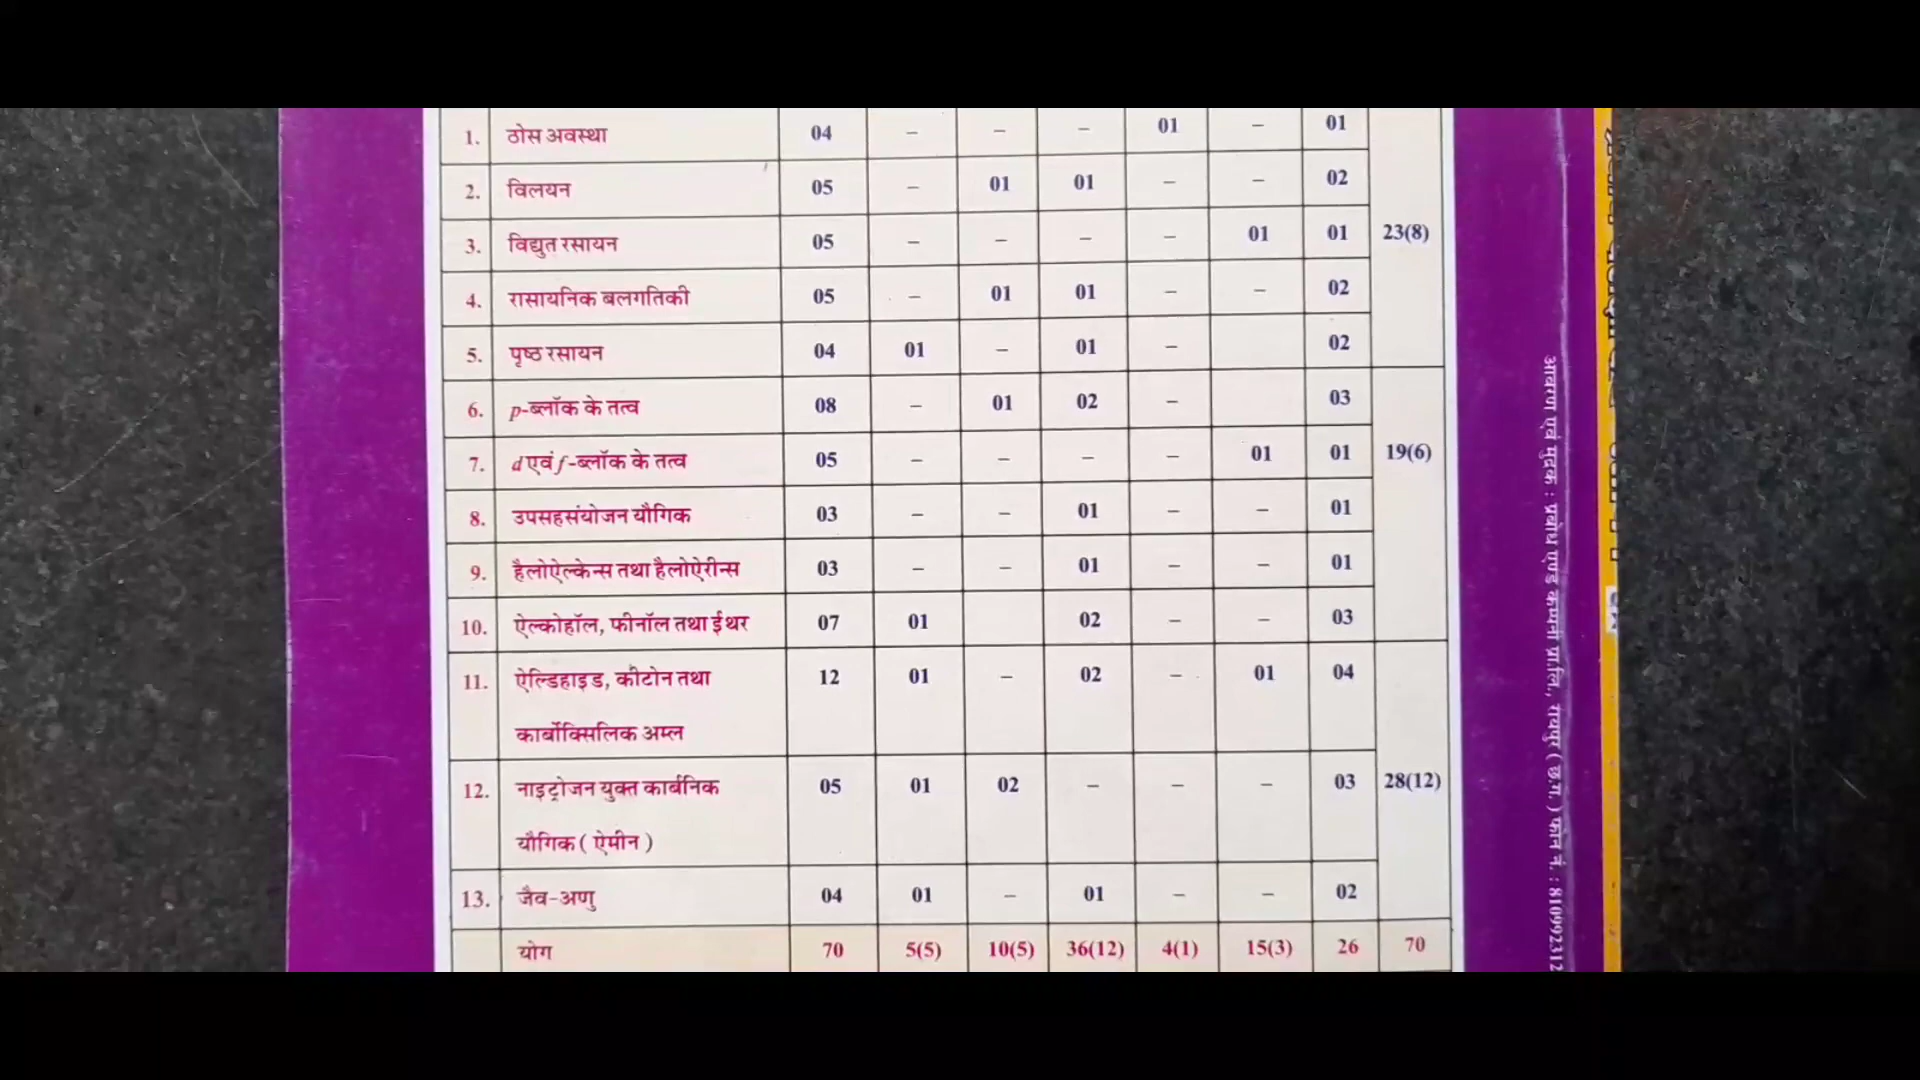 1. ठोस अवस्था 04 – – – 01 – 01
2. विलयन 05 – 01 01 – – 02
3. विद्युत रसायन 05 – – – – 01 01 23(8)
4. रासायनिक बलगतिकी 05 – 01 01 – – 02
5. पृष्ठ रसायन 04 01 – 01 – 02
6. p-ब्लॉक के तत्व 08 – 01 02 – 03
7. d एवं f-ब्लॉक के तत्व 05 – – – – 01 01 19(6)
8. उपसहसंयोजन यौगिक 03 – – 01 – – 01
9. हैलोऐल्केन्स तथा हैलोऐरीन्स 03 – – 01 – – 01
10. ऐल्कोहॉल, फीनॉल तथा ईथर 07 01 02 – – 03
11. ऐल्डिहाइड, कीटोन तथा 12 01 – 02 – 01 04
कार्बोक्सिलिक अम्ल
12. नाइट्रोजन युक्त कार्बनिक 05 01 02 – – – 03 28(12)
यौगिक ( ऐमीन )
13. जैव-अणु 04 01 – 01 – – 02
योग 70 5(5) 10(5) 36(12) 4(1) 15(3) 26 70
आवरण एवं मुद्रक : प्रबोध एण्ड कम्पनी प्रा.लि., रायपुर ( छ.ग. ) फोन नं. : 81099231